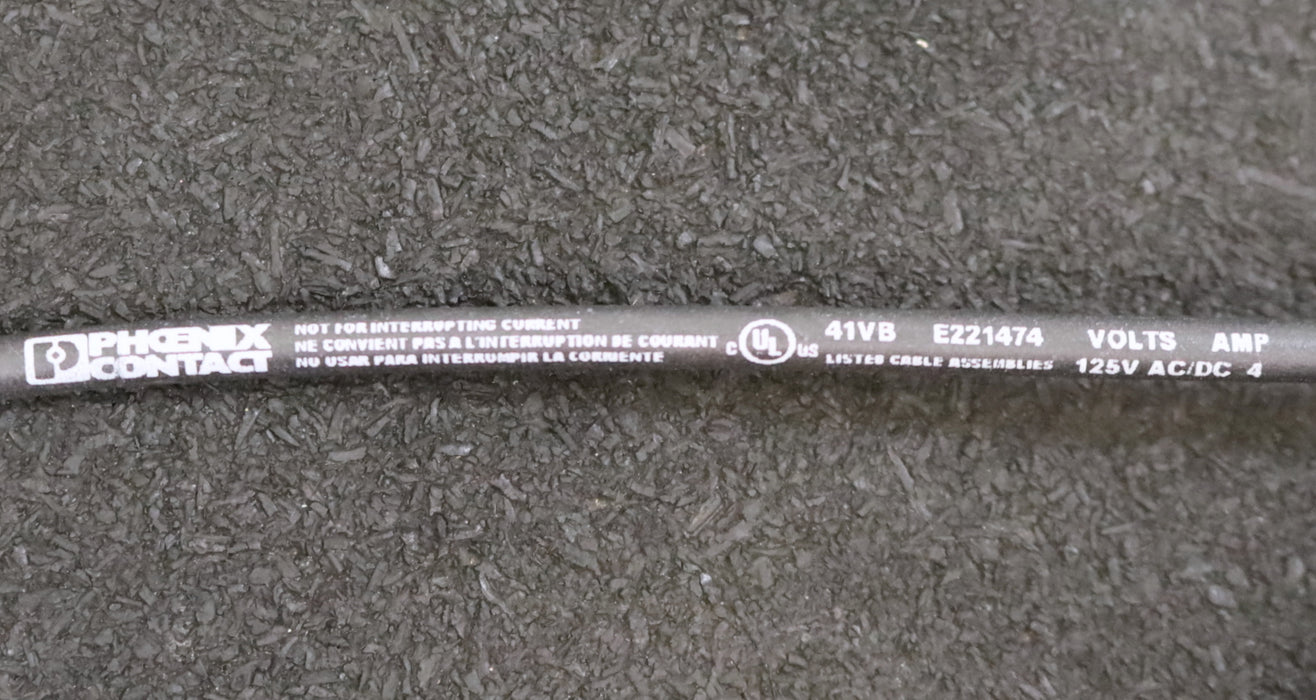 PHŒNIX
CONTACT
NOT FOR INTERRUPTING CURRENT
NE CONVIENT PAS A L'INTERRUPTION DE COURANT
NO USAR PARA INTERRUMPIR LA CORRIENTE
c UL us
41VB E221474
LISTED CABLE ASSEMBLIES
VOLTS AMP
125V AC/DC 4